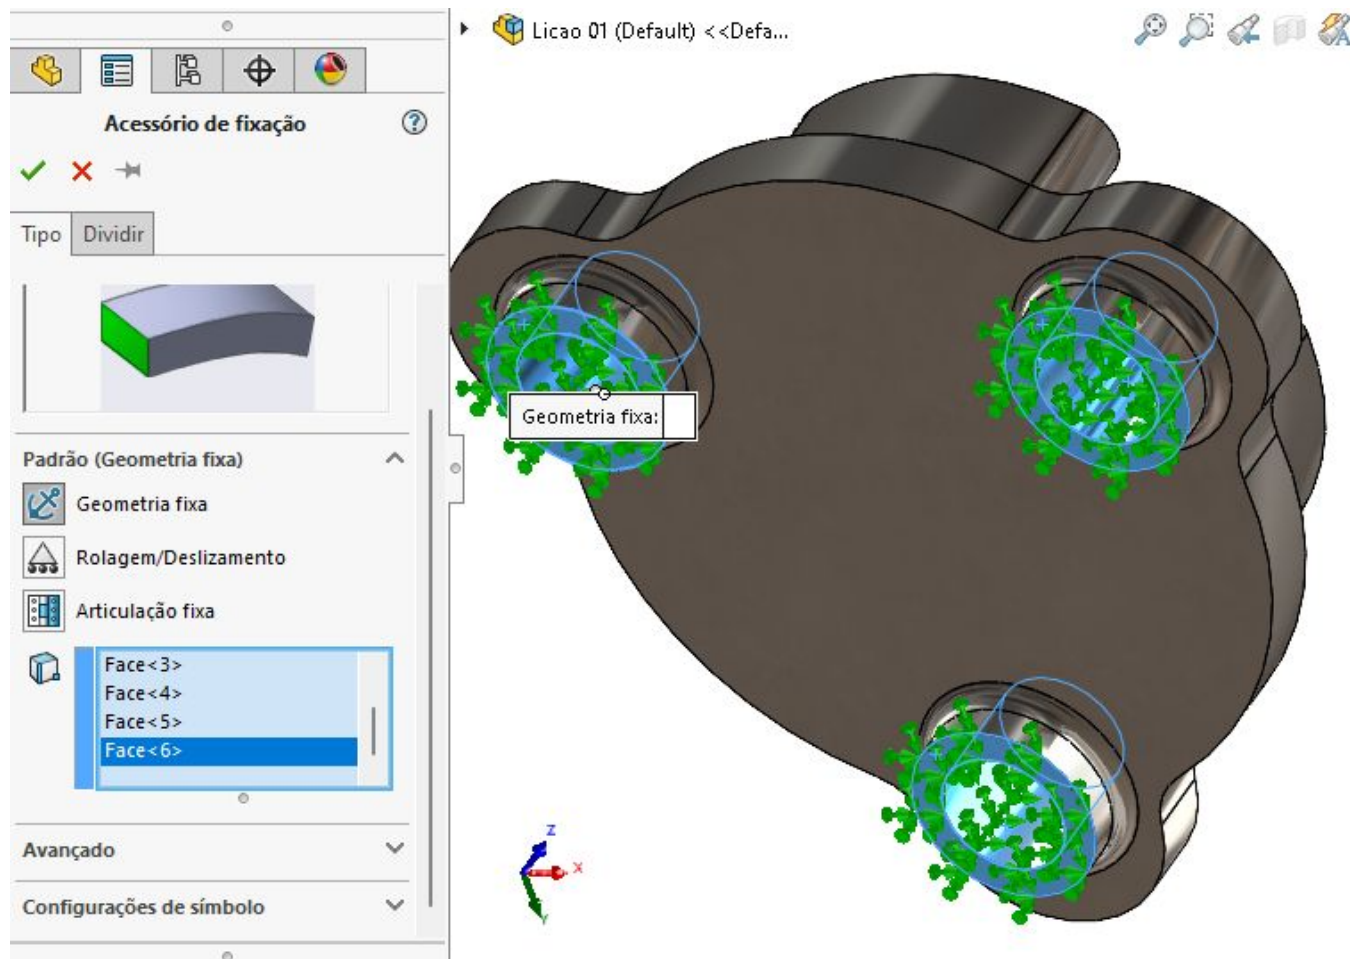 Licao 01 (Default) <<Defa...
Acessório de fixação
Tipo
Dividir
Padrão (Geometria fixa)
Geometria fixa
Rolagem/Deslizamento
Articulação fixa
Face<3>
Face<4>
Face<5>
Face<6>
Avançado
Configurações de símbolo
Geometria fixa:
Z
X
Y